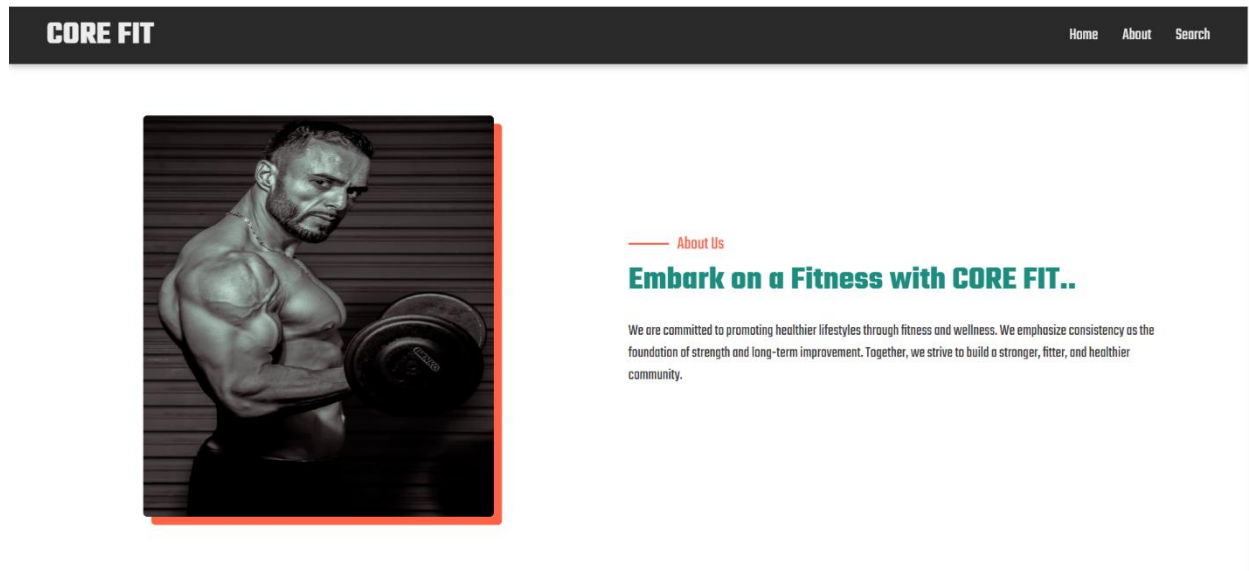 CORE FIT
Home About Search
About Us
Embark on a Fitness with CORE FIT..
We are committed to promoting healthier lifestyles through fitness and wellness. We emphasize consistency as the
foundation of strength and long-term improvement. Together, we strive to build a stronger, fitter, and healthier
community.